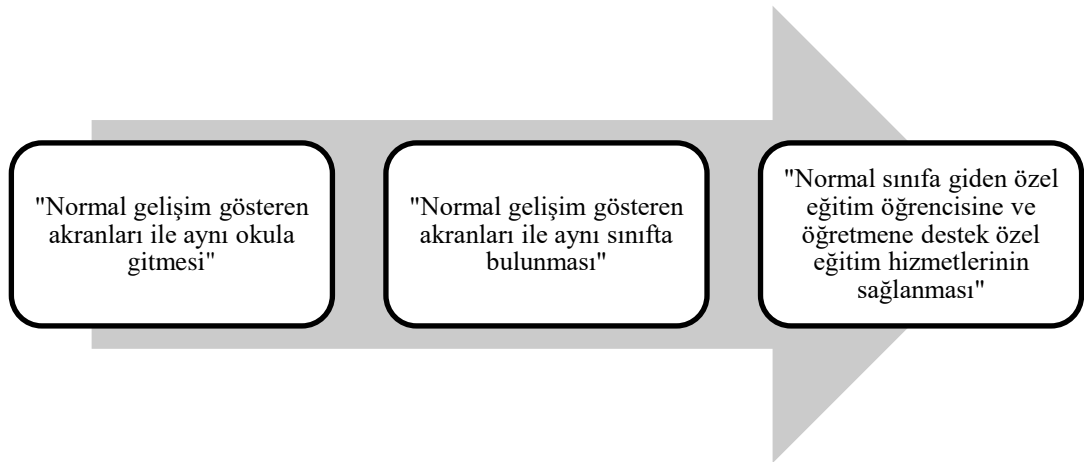 "Normal gelişim gösteren
akranları ile aynı okula
gitmesi"
"Normal gelişim gösteren
akranları ile aynı sınıfta
bulunması"
"Normal sınıfa giden özel
eğitim öğrencisine ve
öğretmene destek özel
eğitim hizmetlerinin
sağlanması"